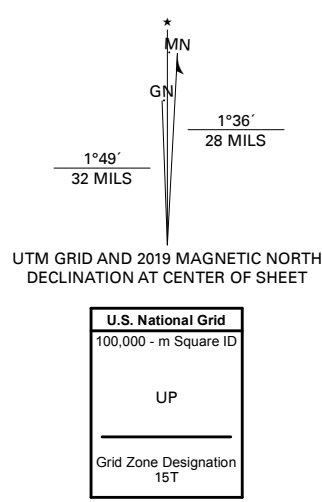 ★
MN
GN
1°36´
28 MILS
1°49´
32 MILS
UTM GRID AND 2019 MAGNETIC NORTH
DECLINATION AT CENTER OF SHEET
U.S. National Grid
100,000 - m Square ID
UP
Grid Zone Designation
15T